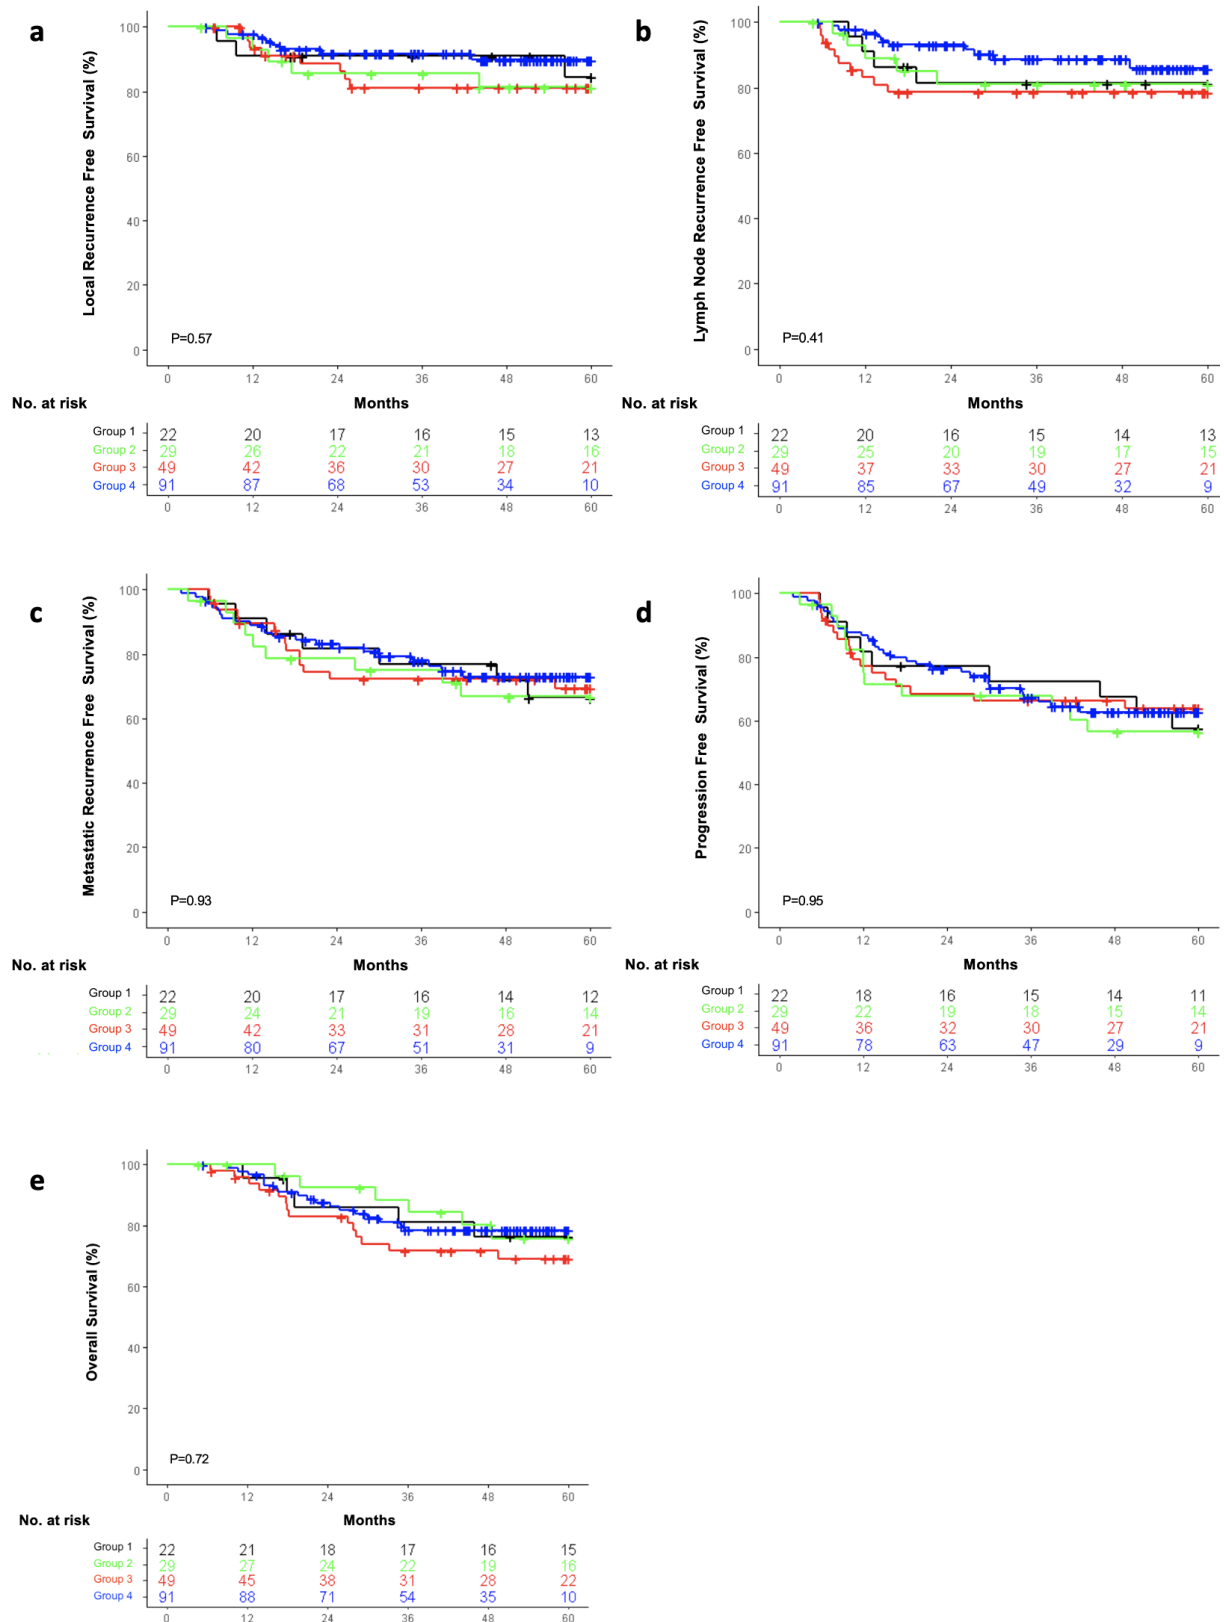 a
Local Recurrence Free Survival (%)
100
80
60
40
20
0
P=0.57
0 12 24 36 48 60
No. at risk
Months
Group 1 22 20 17 16 15 13
Group 2 29 26 22 21 18 16
Group 3 49 42 36 30 27 21
Group 4 91 87 68 53 34 10
0 12 24 36 48 60
b
Lymph Node Recurrence Free Survival (%)
100
80
60
40
20
0
P=0.41
0 12 24 36 48 60
No. at risk
Months
Group 1 22 20 16 15 14 13
Group 2 29 25 20 19 17 15
Group 3 49 37 33 30 27 21
Group 4 91 85 67 49 32 9
0 12 24 36 48 60
c
Metastatic Recurrence Free Survival (%)
100
80
60
40
20
0
P=0.93
0 12 24 36 48 60
No. at risk
Months
Group 1 22 20 17 16 14 12
Group 2 29 24 21 19 16 14
Group 3 49 42 33 31 28 21
Group 4 91 80 67 51 31 9
0 12 24 36 48 60
d
Progression Free Survival (%)
100
80
60
40
20
0
P=0.95
0 12 24 36 48 60
No. at risk
Months
Group 1 22 18 16 15 14 11
Group 2 29 22 19 18 15 14
Group 3 49 36 32 30 27 21
Group 4 91 78 63 47 29 9
0 12 24 36 48 60
e
Overall Survival (%)
100
80
60
40
20
0
P=0.72
0 12 24 36 48 60
No. at risk
Months
Group 1 22 21 18 17 16 15
Group 2 29 27 24 22 19 16
Group 3 49 45 38 31 28 22
Group 4 91 88 71 54 35 10
0 12 24 36 48 60